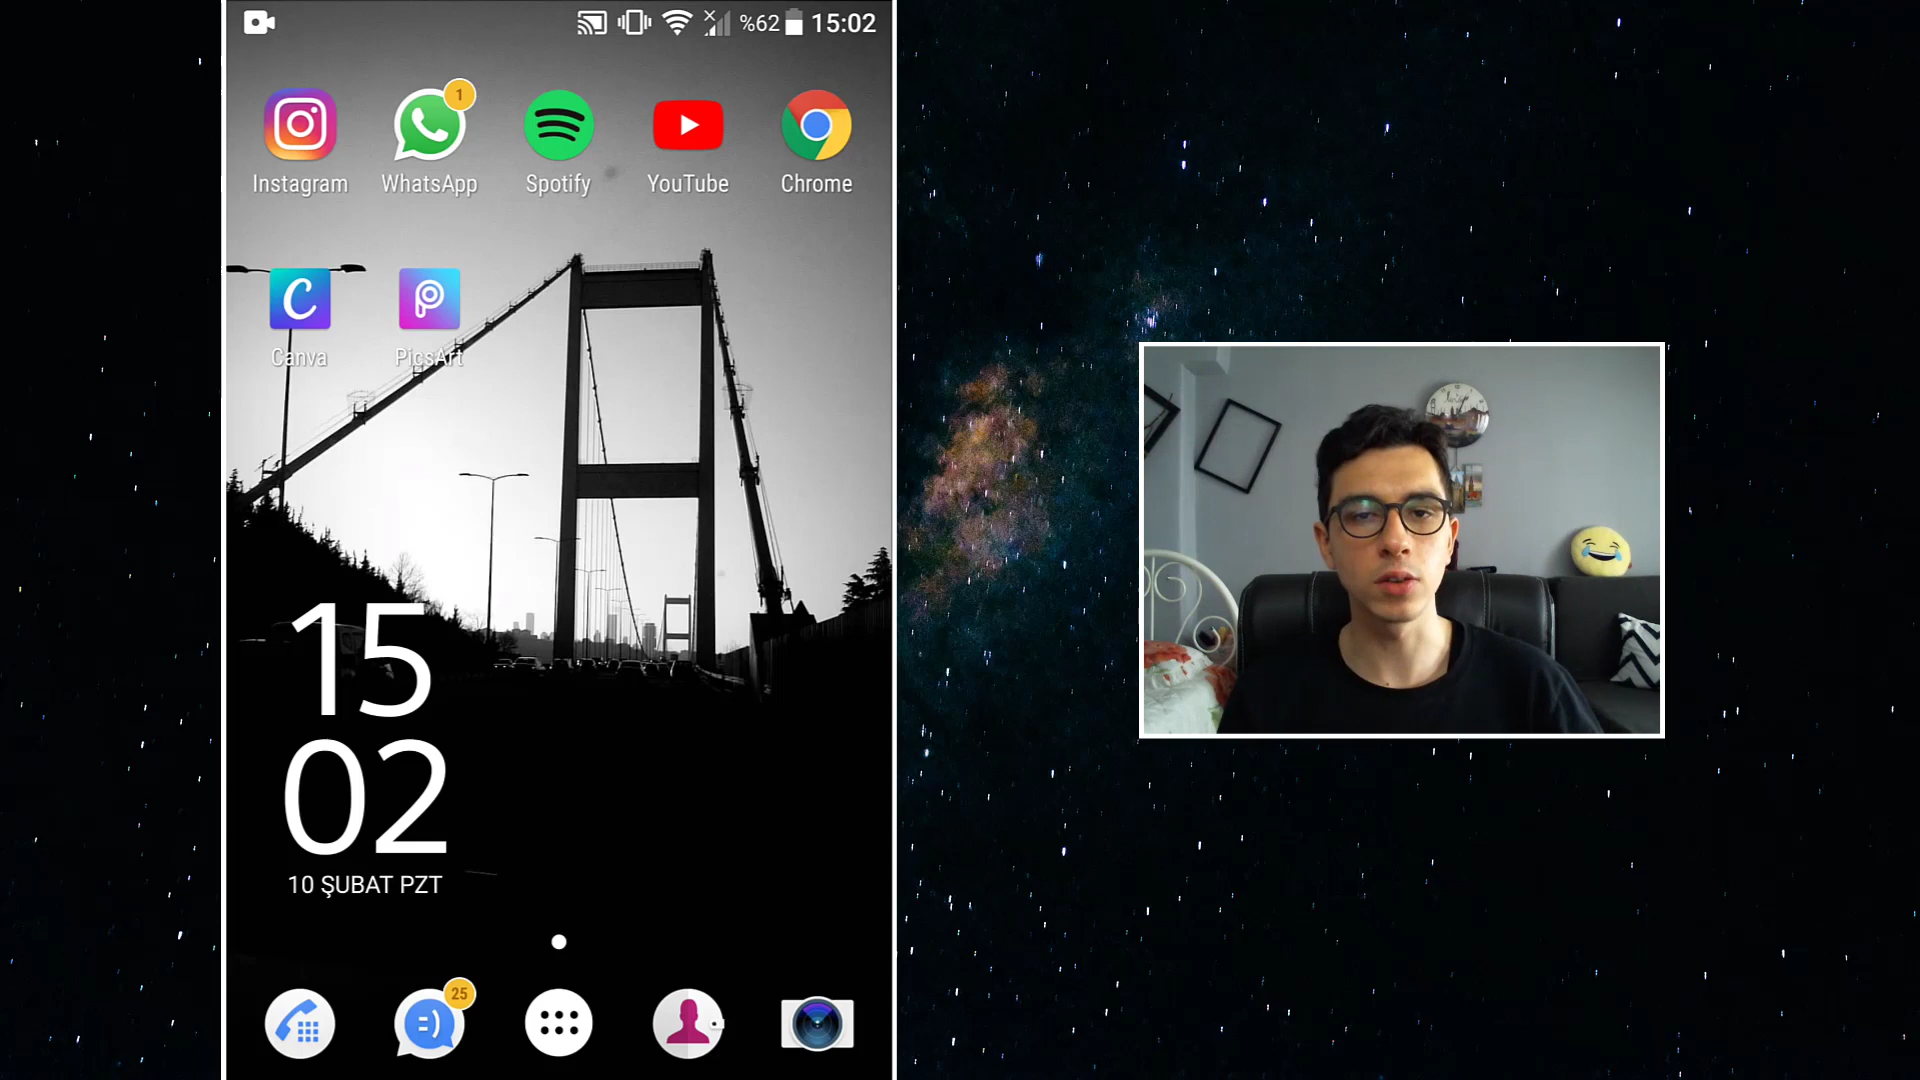 %62 15:02
1
Instagram WhatsApp Spotify YouTube Chrome
Canva PicsArt
15
02
10 ŞUBAT PZT
25